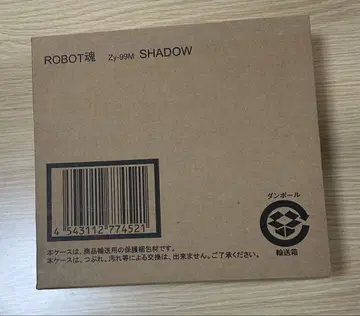 ROBOT魂 Zy-99M SHADOW
4 543112 774521
ダンボール
輸送箱
本ケースは、商品輸送用の保護梱包材です。
本ケースは、つぶれ、汚れ等による交換は、出来ません。ご了承ください。